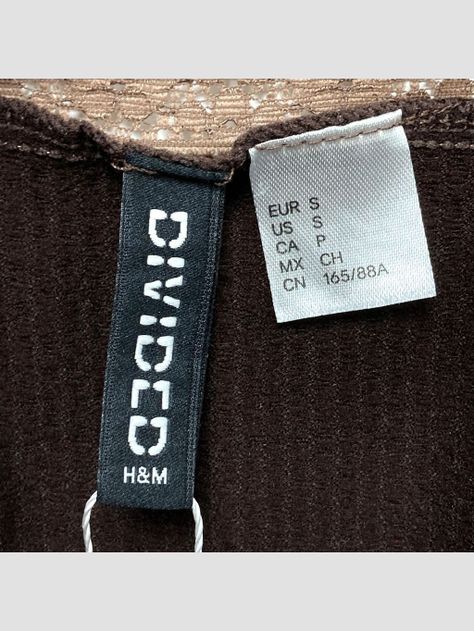 DIVIDED
H&M
EUR S
US S
CA P
MX CH
CN 165/88A